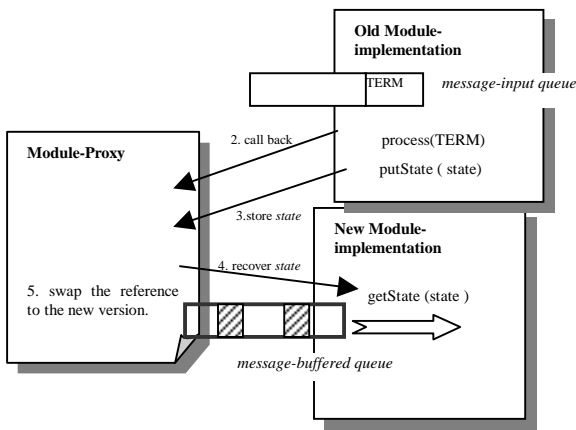 Old Module-
implementation
TERM
message-input queue
2. call back
process(TERM)
Module-Proxy
putState ( state)
3.store state
New Module-
implementation
4. recover state
5. swap the reference
to the new version.
getState (state )
message-buffered queue